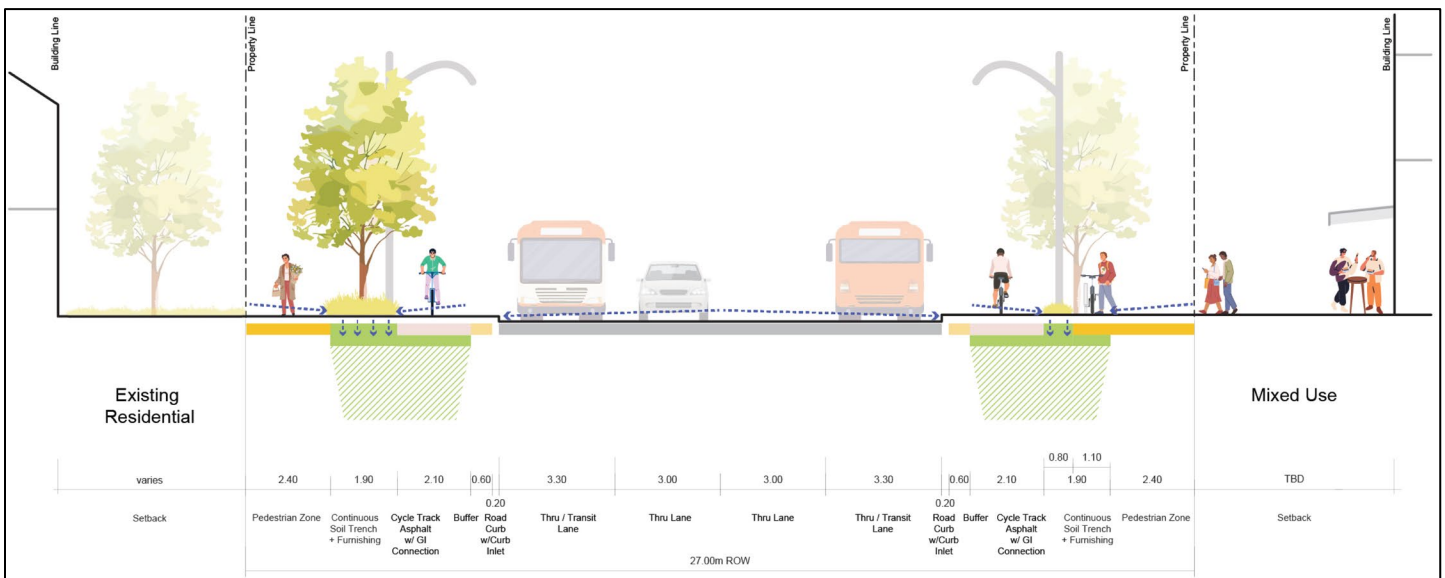 Building Line
Property Line
Property Line
Building Line
Existing
Residential
Mixed Use
0.80 1.10
varies 2.40 1.90 2.10 0.60 3.30 3.00 3.00 3.30 0.60 2.10 1.90 2.40 TBD
0.20 0.20
Setback
Pedestrian Zone
Continuous
Soil Trench
+ Furnishing
Cycle Track
Asphalt
w/ GI
Connection
Buffer
Road
Curb
w/Curb
Inlet
Thru / Transit
Lane
Thru Lane
Thru Lane
Thru / Transit
Lane
Road
Curb
w/Curb
Inlet
Buffer
Cycle Track
Asphalt
w/ GI
Connection
Continuous
Soil Trench
+ Furnishing
Pedestrian Zone
Setback
27.00m ROW